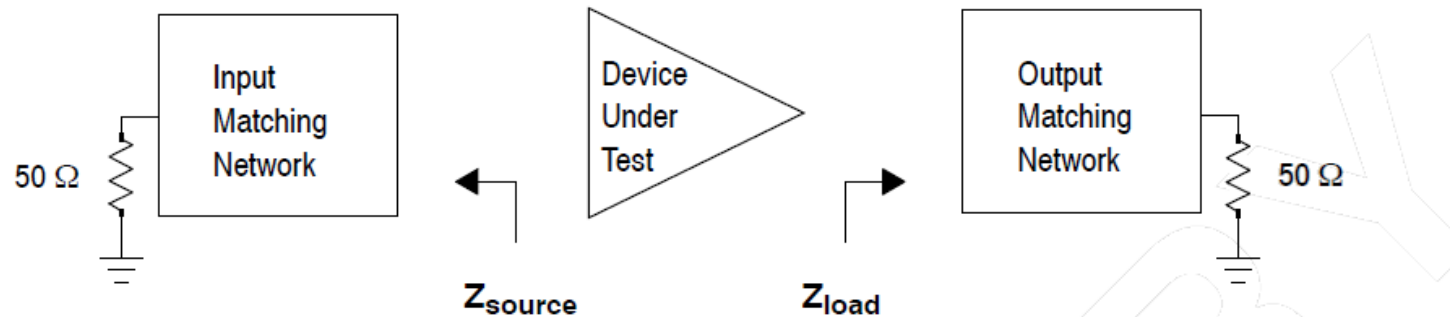 Input
Matching
Network
50 Ω
Device
Under
Test
Output
Matching
Network
50 Ω
Zsource
Zload